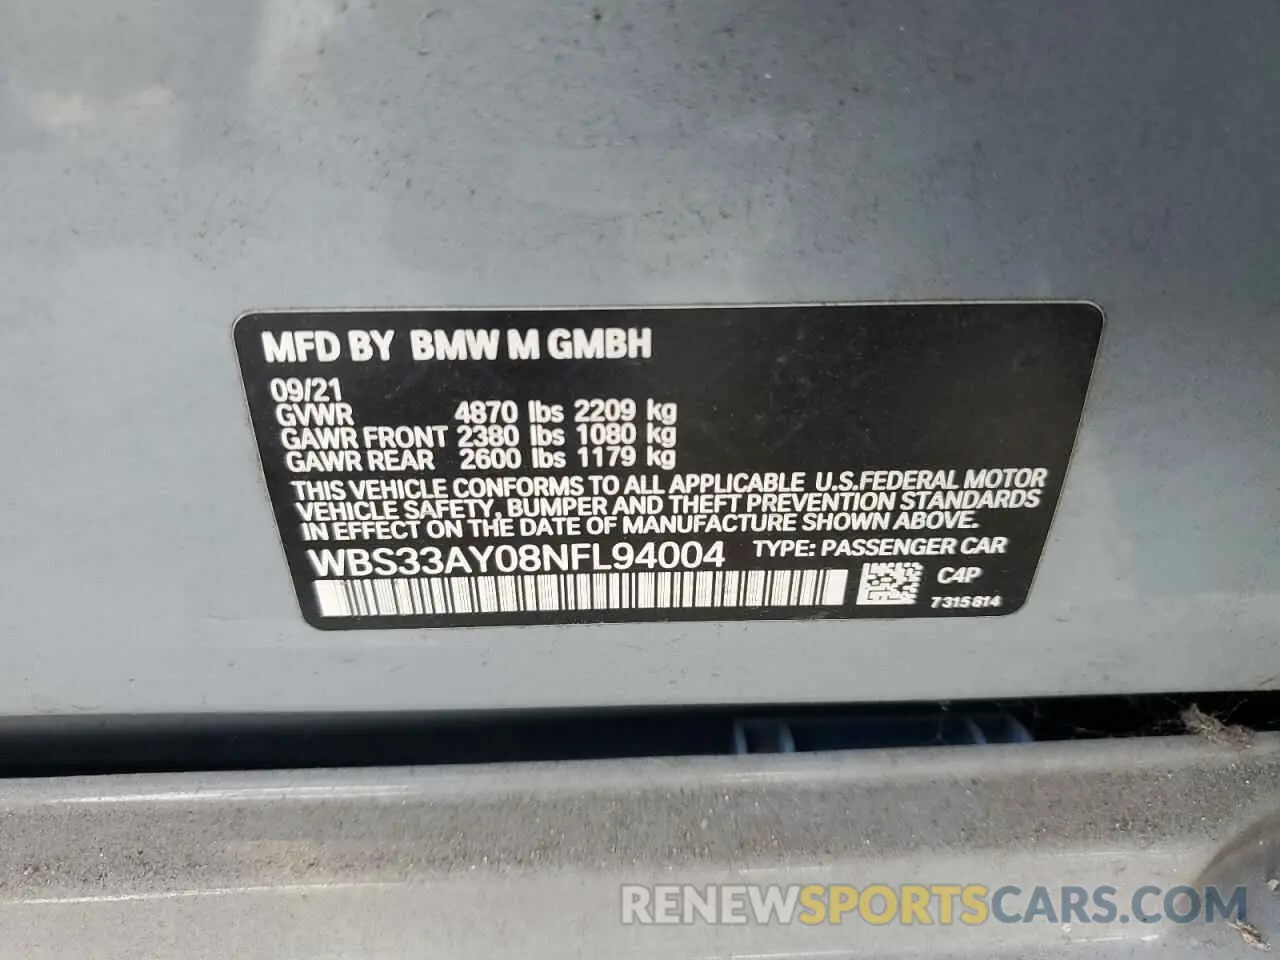 MFD BY BMW M GMBH
09/21
GVWR 4870 lbs 2209 kg
GAWR FRONT 2380 lbs 1080 kg
GAWR REAR 2600 lbs 1179 kg
THIS VEHICLE CONFORMS TO ALL APPLICABLE U.S.FEDERAL MOTOR
VEHICLE SAFETY, BUMPER AND THEFT PREVENTION STANDARDS
IN EFFECT ON THE DATE OF MANUFACTURE SHOWN ABOVE.
WBS33AY08NFL94004 TYPE: PASSENGER CAR
C4P
7315814
RENEWSPORTSCARS.COM